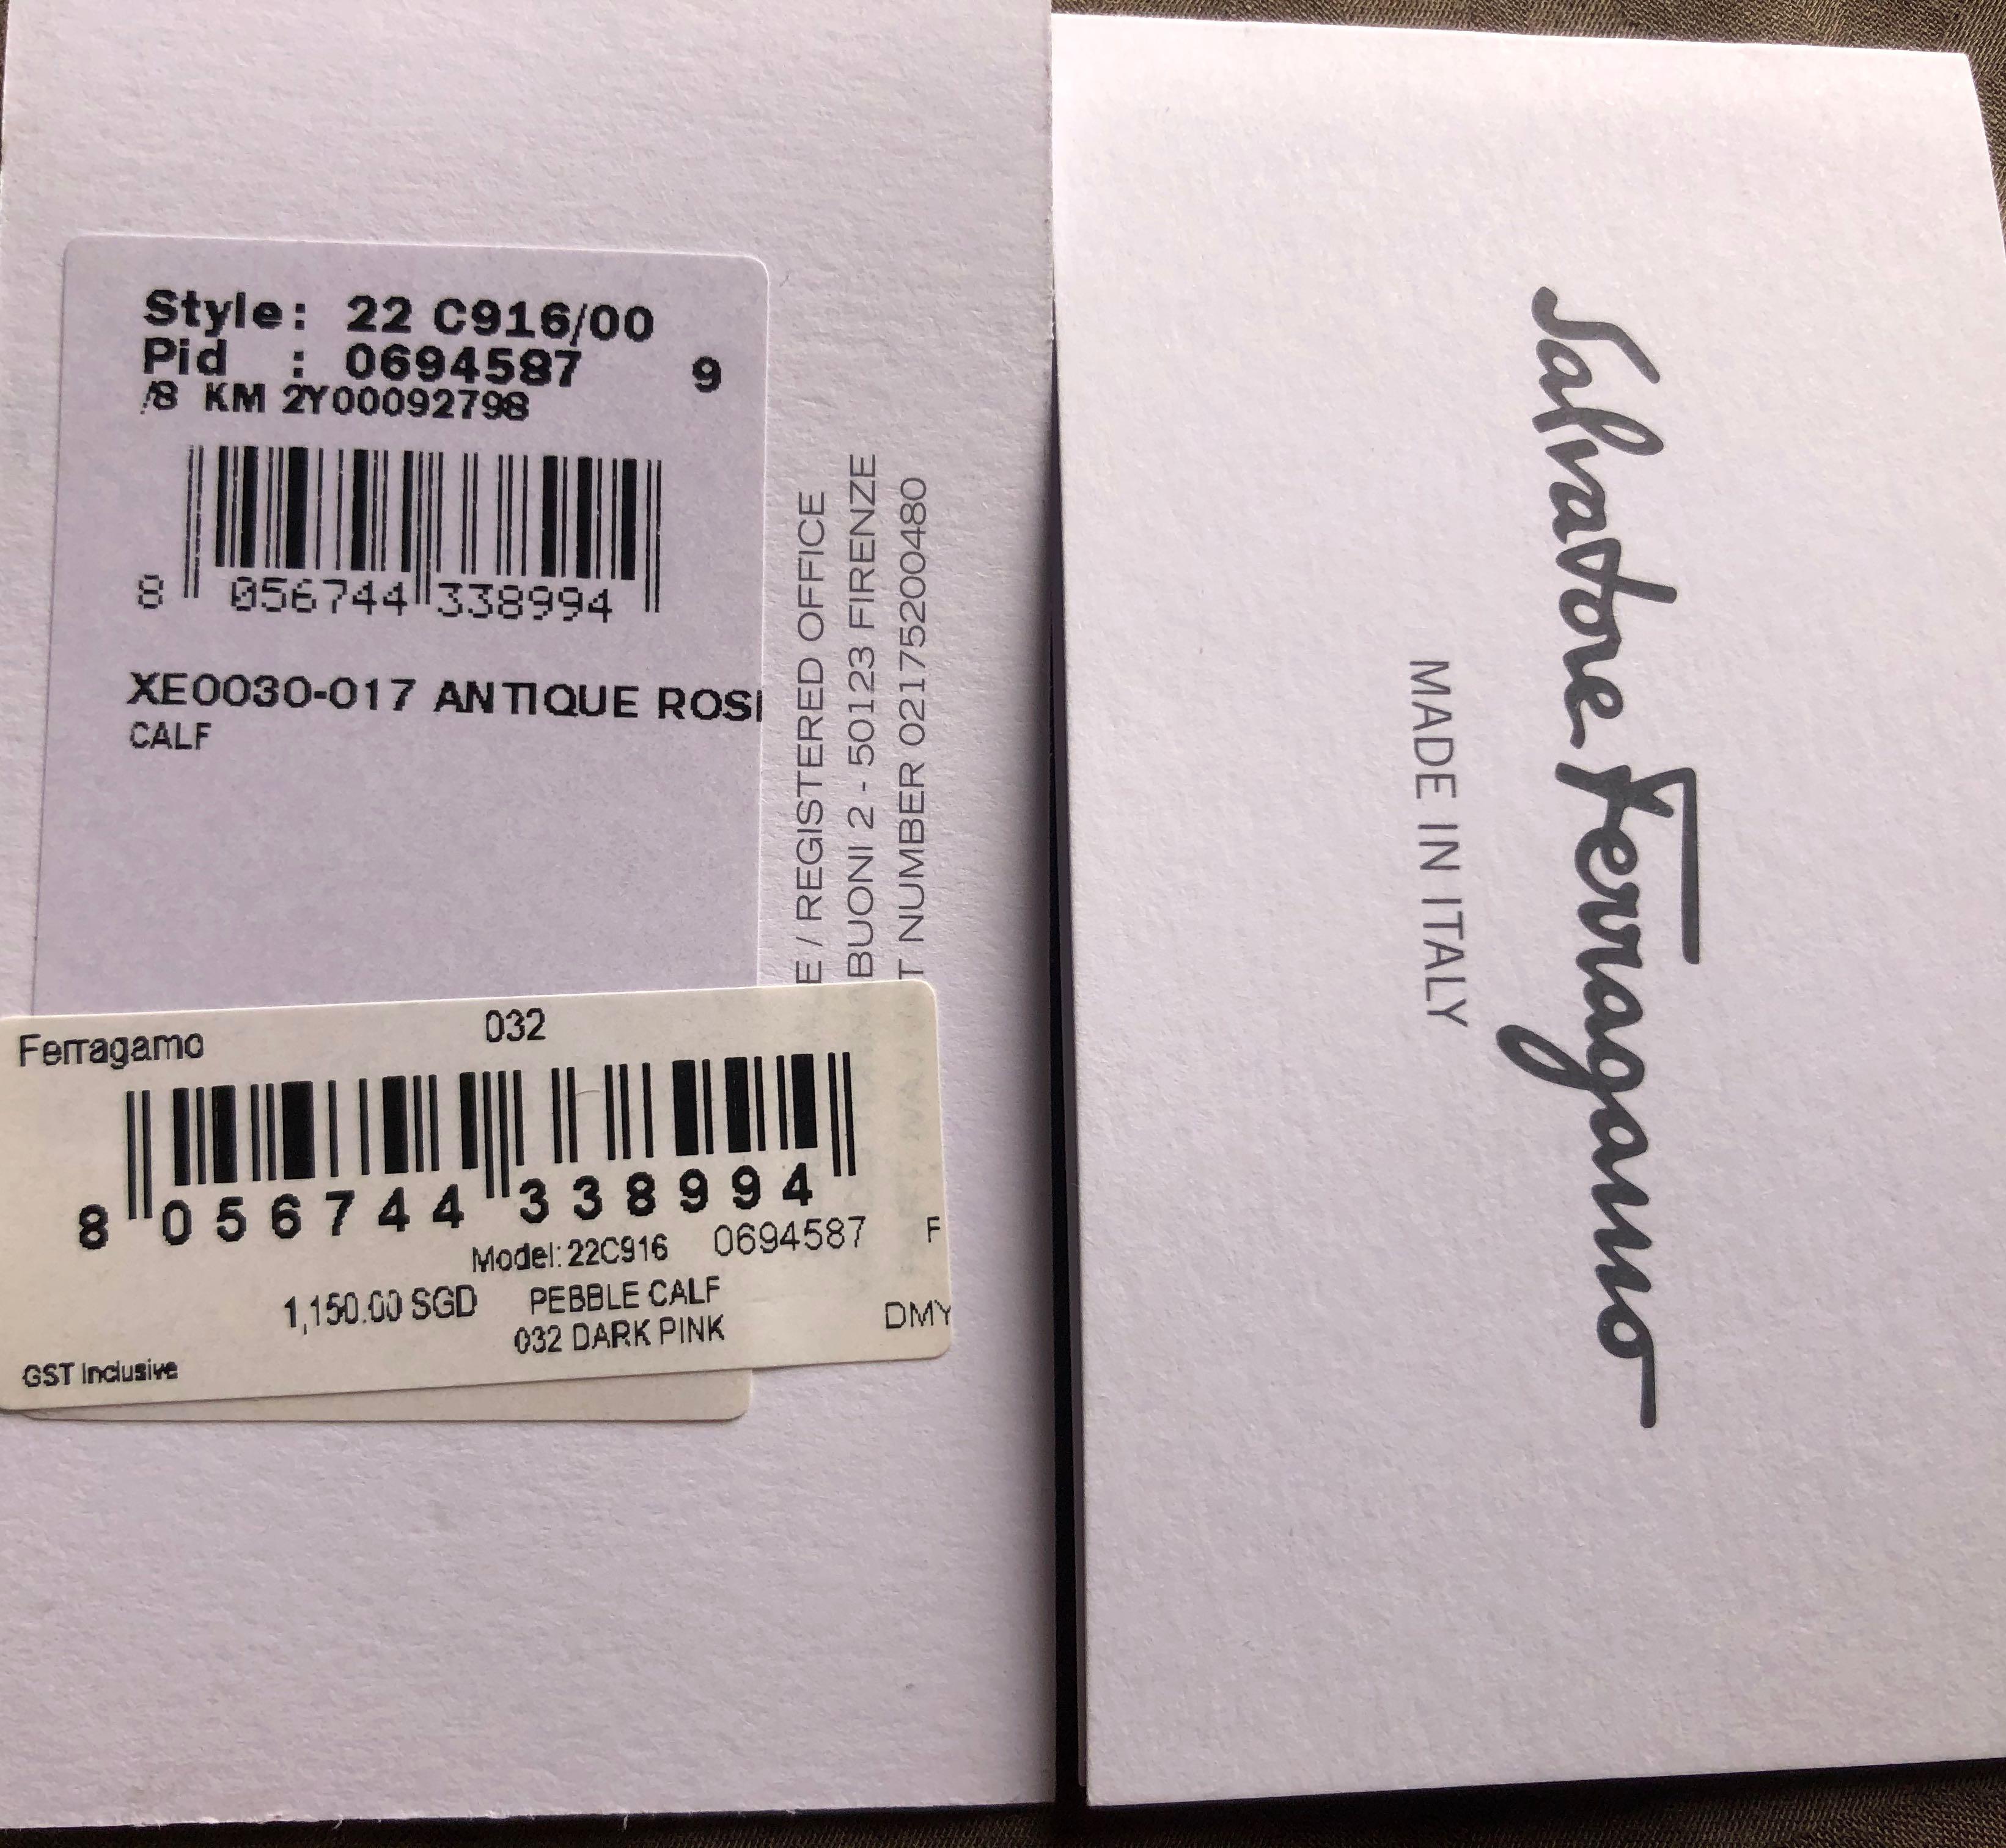 Style: 22 C916/00
Pid : 0694587 9
/8 KM 2Y00092798
8 056744 338994
XE0030-017 ANTIQUE ROS
CALF
E / REGISTERED OFFICE
BUONI 2 - 50123 FIRENZE
T NUMBER 02175200480
Ferragamo 032
8 056744 338994
Model:22C916 0694587 F
1,150.00 SGD PEBBLE CALF DMY
032 DARK PINK
GST Inclusive
Salvatore Ferragamo
MADE IN ITALY